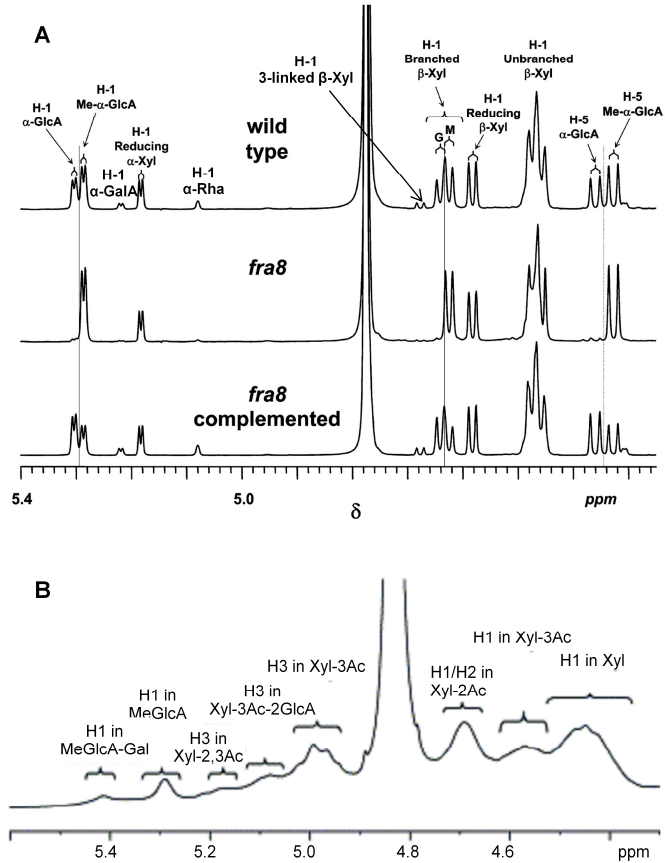 A
H-1
α-GlcA
H-1
Me-α-GlcA
H-1
α-GalA
H-1
Reducing
α-Xyl
H-1
α-Rha
wild
type
H-1
3-linked β-Xyl
H-1
Branched
β-Xyl
G
M
H-1
Reducing
β-Xyl
H-1
Unbranched
β-Xyl
H-5
α-GlcA
H-5
Me-α-GlcA
fra8
fra8
complemented
5.4
5.0
ppm
δ
B
H1 in
MeGlcA-Gal
H1 in
MeGlcA
H3 in
Xyl-2,3Ac
H3 in
Xyl-3Ac-2GlcA
H3 in Xyl-3Ac
H1/H2 in
Xyl-2Ac
H1 in Xyl-3Ac
H1 in Xyl
5.4
5.2
5.0
4.8
4.6
ppm